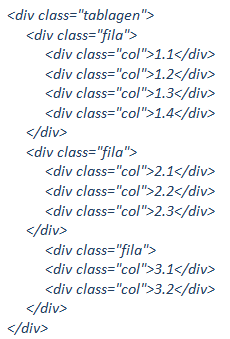 <div class="tablagen">
<div class="fila">
<div class="col">1.1</div>
<div class="col">1.2</div>
<div class="col">1.3</div>
<div class="col">1.4</div>
</div>
<div class="fila">
<div class="col">2.1</div>
<div class="col">2.2</div>
<div class="col">2.3</div>
</div>
<div class="fila">
<div class="col">3.1</div>
<div class="col">3.2</div>
</div>
</div>